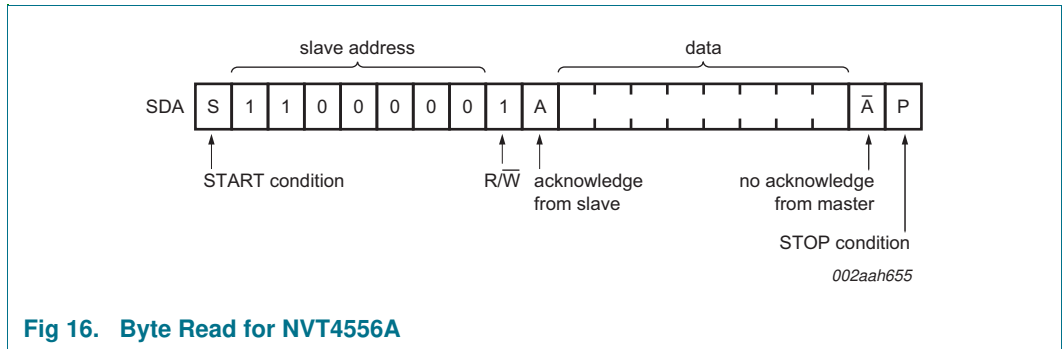 slave address data
SDA S 1 1 0 0 0 0 0 1 A A̅ P
START condition R/W̅ acknowledge from slave no acknowledge from master
STOP condition
002aah655
Fig 16. Byte Read for NVT4556A